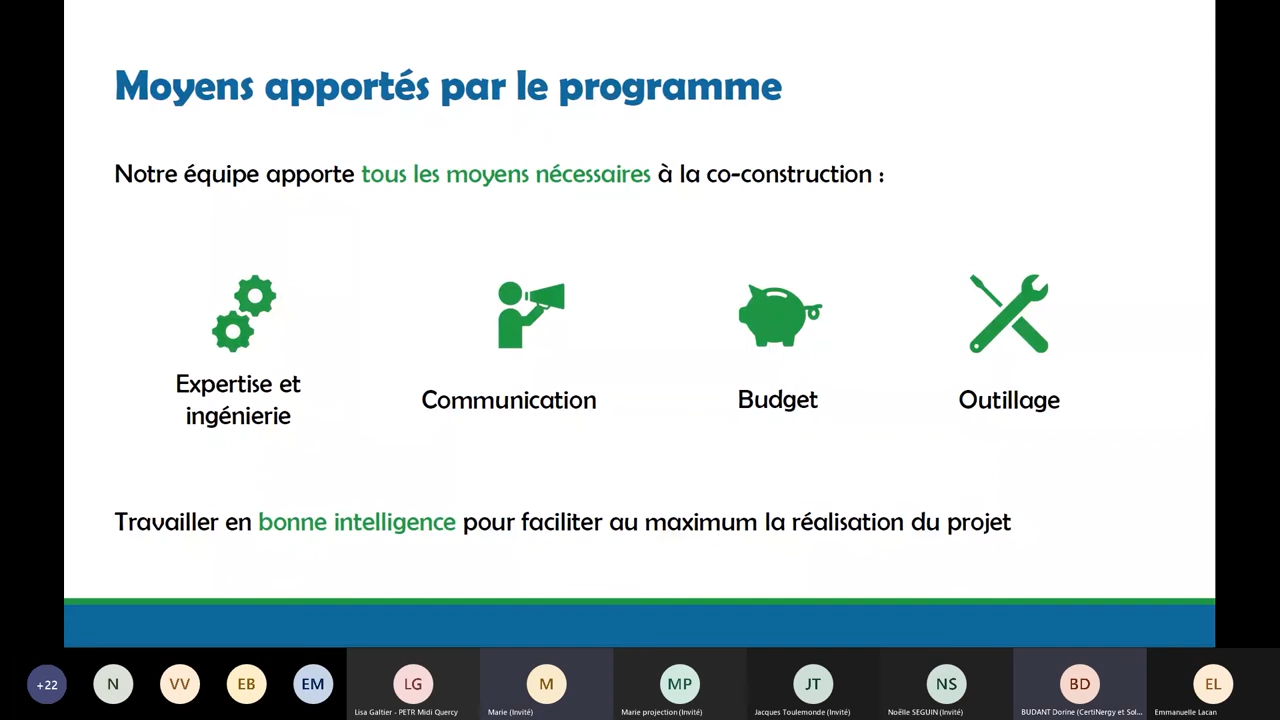 Moyens apportés par le programme
Notre équipe apporte tous les moyens nécessaires à la co-construction :
Expertise et
ingénierie
Communication
Budget
Outillage
Travailler en bonne intelligence pour faciliter au maximum la réalisation du projet
+22
N
VV
EB
EM
LG
M
MP
JT
NS
BD
EL
Lisa Galtier - PETR Midi Quercy
Marie (Invité)
Marie projection (Invité)
Jacques Toulemonde (Invité)
Noëlle SEGUIN (Invité)
BUDANT Dorine (CertiNergy et Sol...
Emmanuelle Lacan